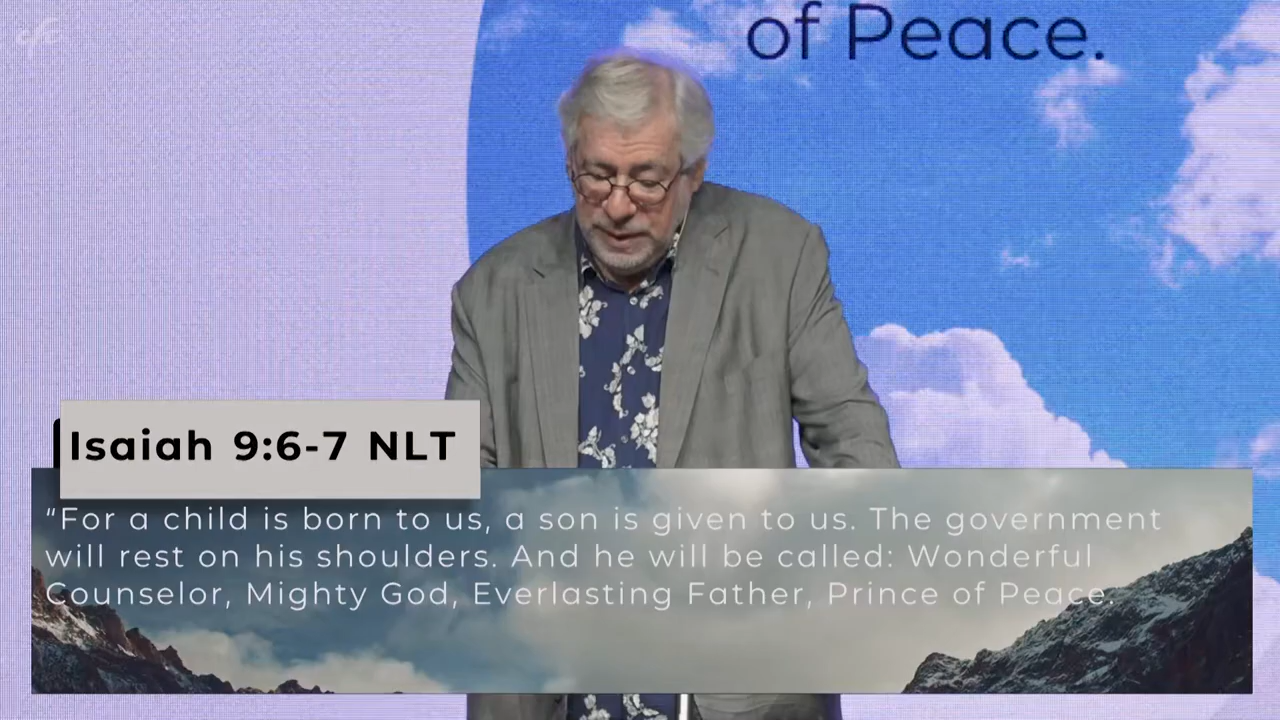 of Peace.
Isaiah 9:6-7 NLT
“For a child is born to us, a son is given to us. The government
will rest on his shoulders. And he will be called: Wonderful
Counselor, Mighty God, Everlasting Father, Prince of Peace.
cfc